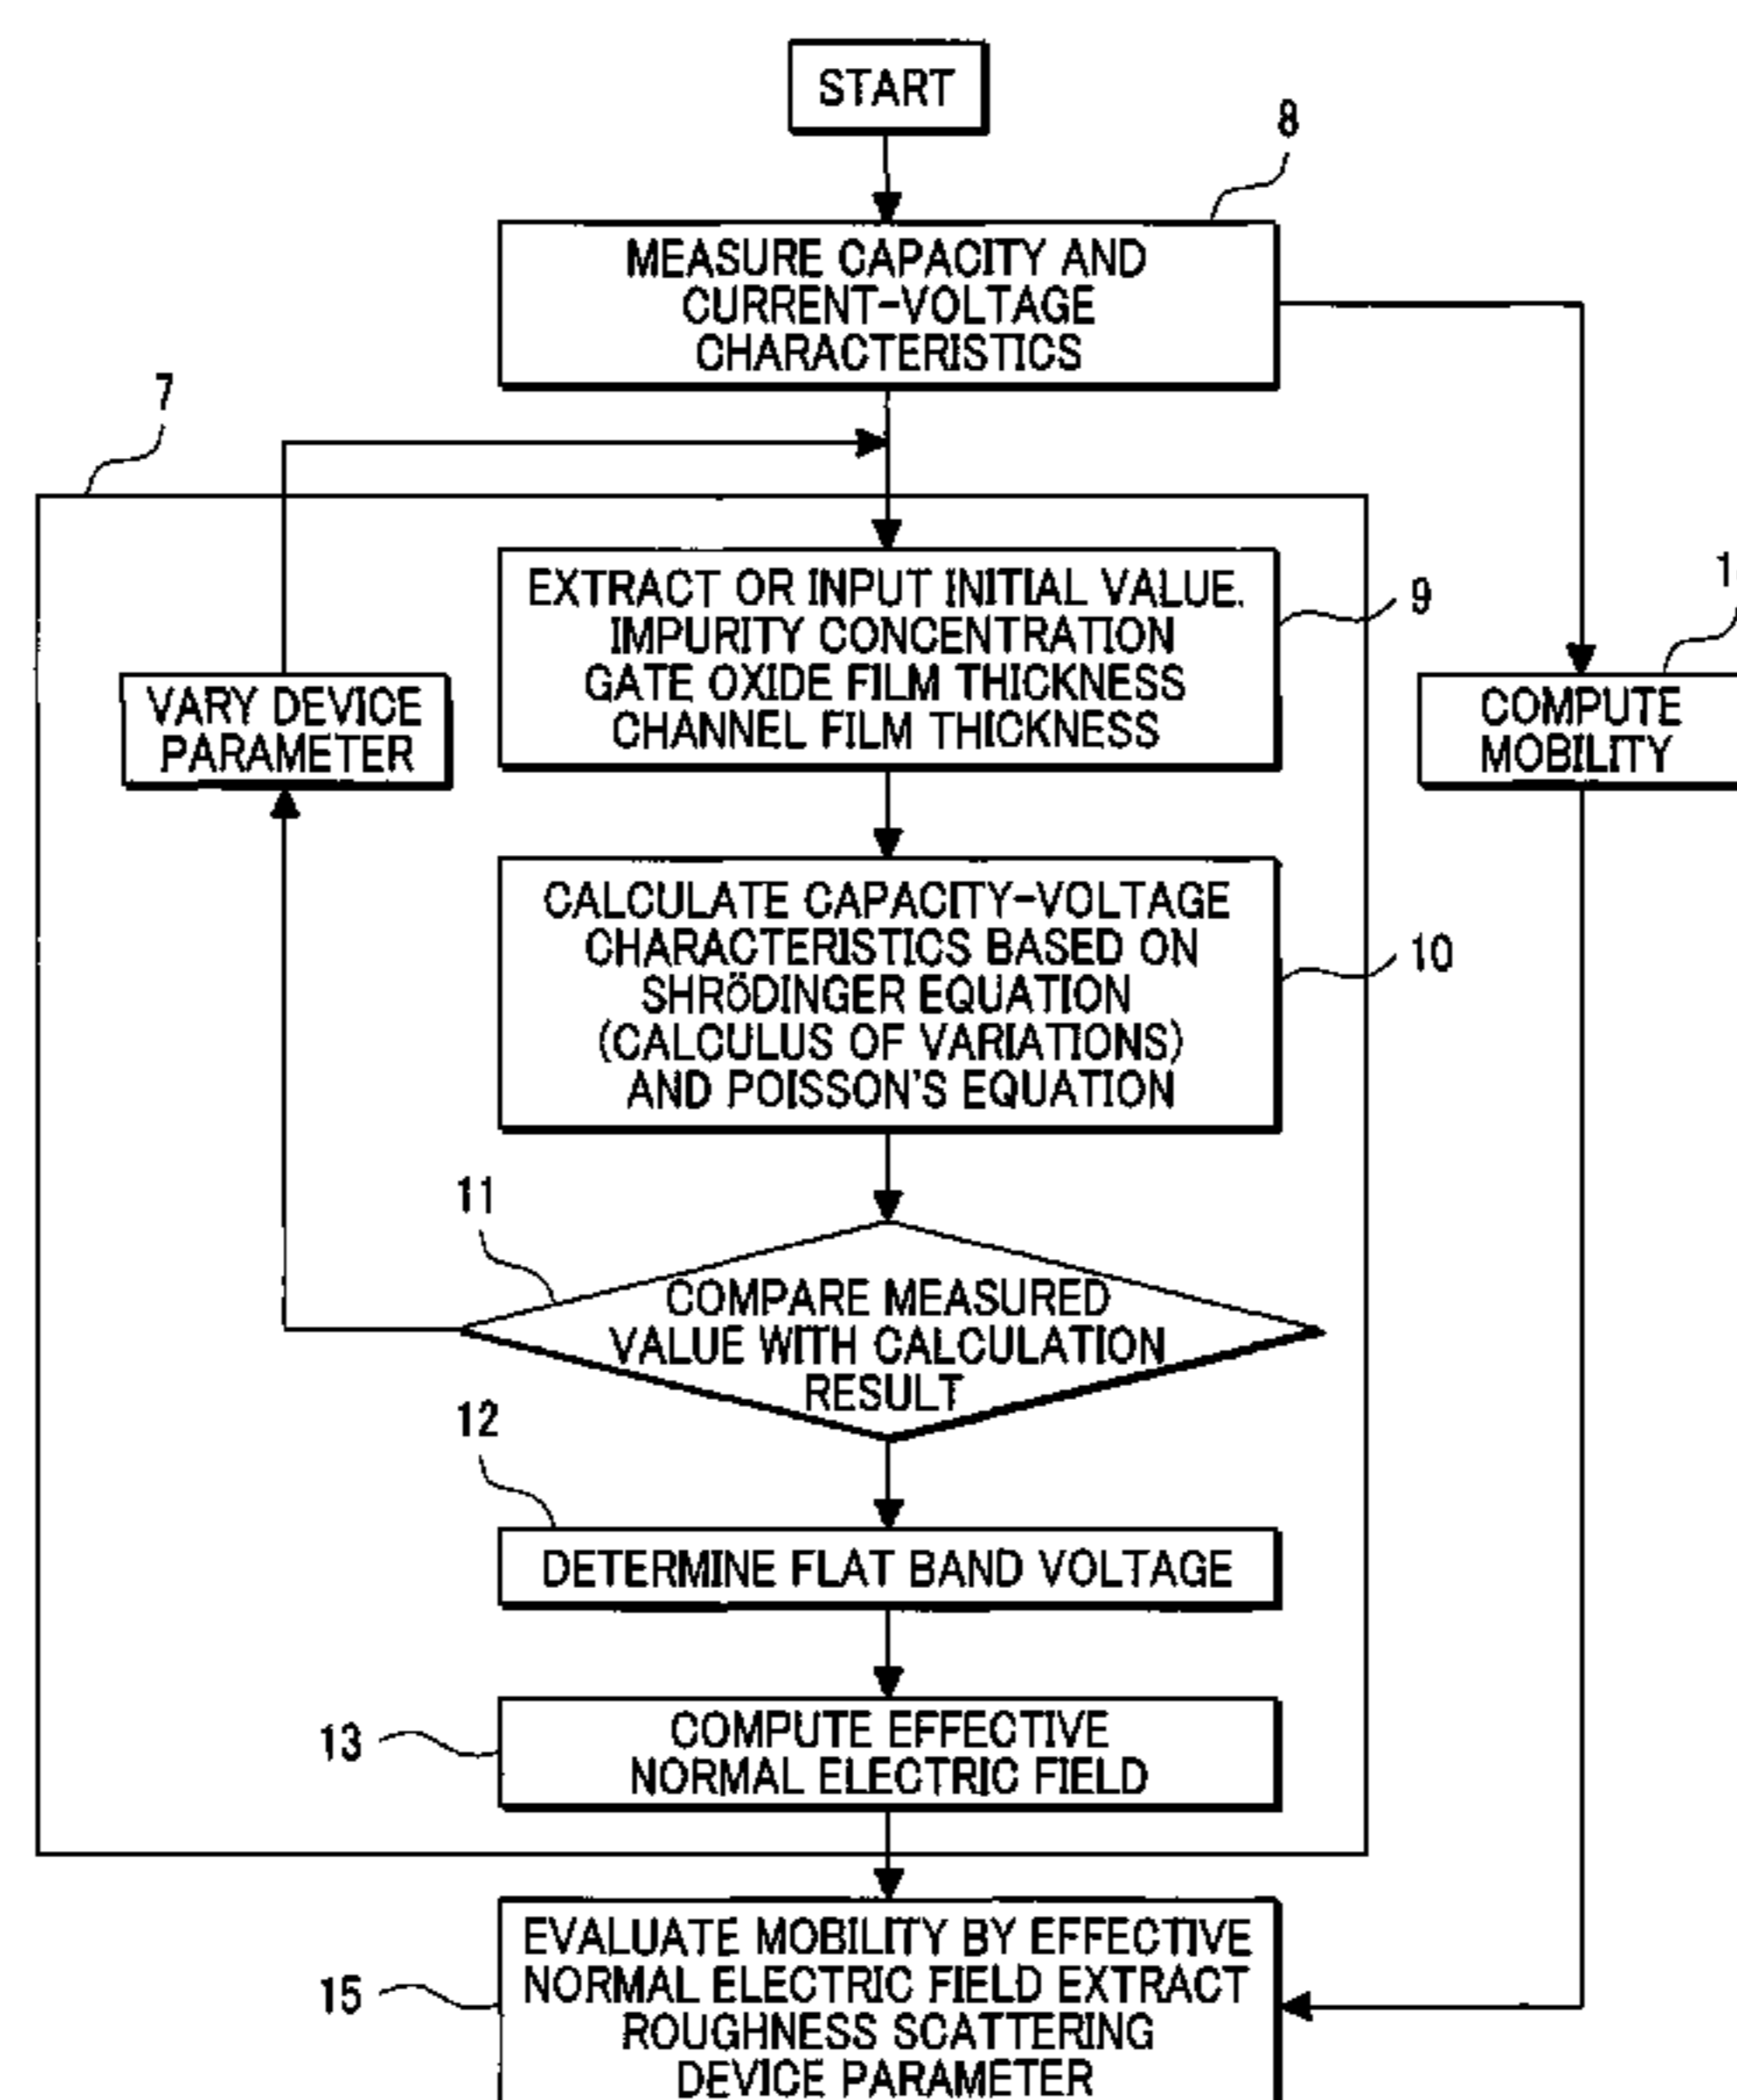 START
8
MEASURE CAPACITY AND
CURRENT-VOLTAGE
CHARACTERISTICS
7
EXTRACT OR INPUT INITIAL VALUE.
IMPURITY CONCENTRATION
GATE OXIDE FILM THICKNESS
CHANNEL FILM THICKNESS
9
VARY DEVICE
PARAMETER
COMPUTE
MOBILITY
CALCULATE CAPACITY-VOLTAGE
CHARACTERISTICS BASED ON
SHRÖDINGER EQUATION
(CALCULUS OF VARIATIONS)
AND POISSON'S EQUATION
10
11
COMPARE MEASURED
VALUE WITH CALCULATION
RESULT
12
DETERMINE FLAT BAND VOLTAGE
13
COMPUTE EFFECTIVE
NORMAL ELECTRIC FIELD
15
EVALUATE MOBILITY BY EFFECTIVE
NORMAL ELECTRIC FIELD EXTRACT
ROUGHNESS SCATTERING
DEVICE PARAMETER